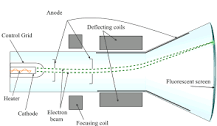 Anode
Control Grid
Deflecting coils
Fluorescent screen
Heater
Cathode
Electron
beam
Focusing coil